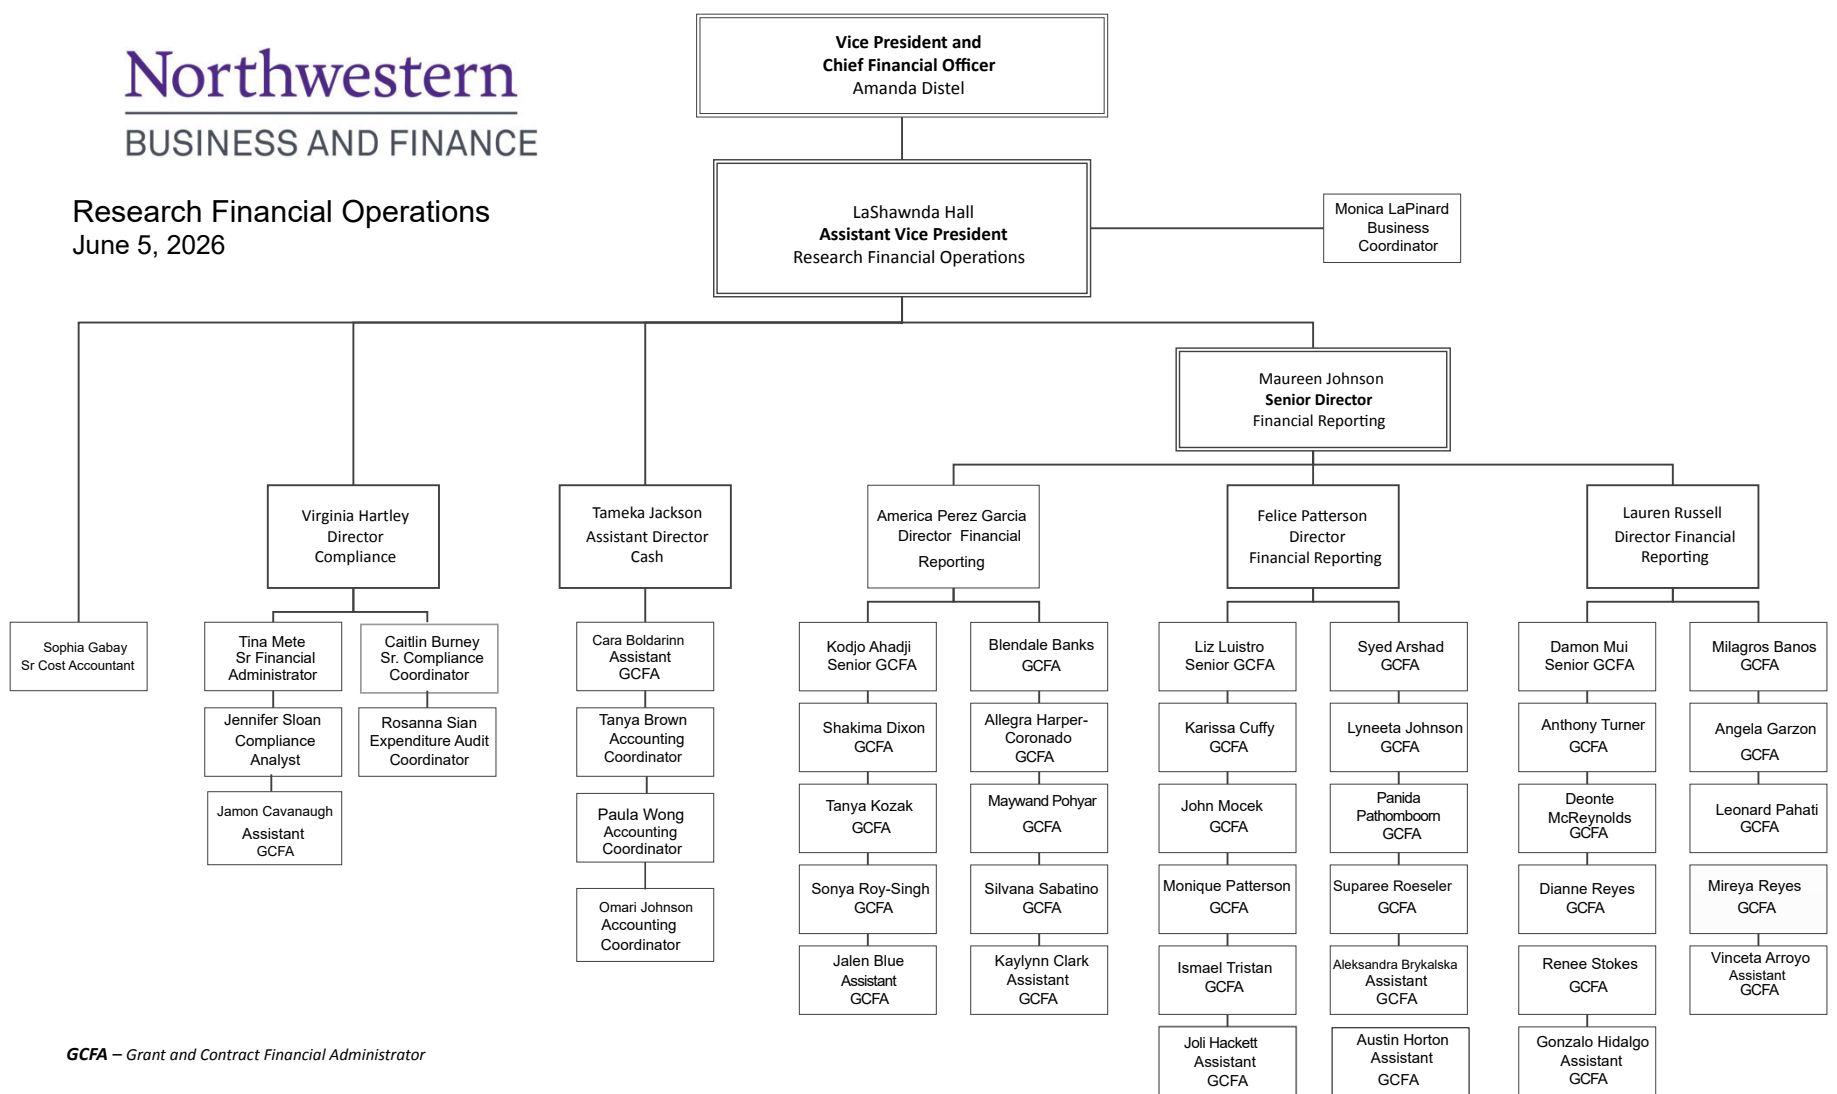 Northwestern
BUSINESS AND FINANCE
Research Financial Operations
June 5, 2026
Vice President and
Chief Financial Officer
Amanda Distel
LaShawnda Hall
Assistant Vice President
Research Financial Operations
Monica LaPinard
Business
Coordinator
Maureen Johnson
Senior Director
Financial Reporting
Virginia Hartley
Director
Compliance
Tameka Jackson
Assistant Director
Cash
America Perez Garcia
Director Financial
Reporting
Felice Patterson
Director
Financial Reporting
Lauren Russell
Director Financial
Reporting
Sophia Gabay
Sr Cost Accountant
Tina Mete
Sr Financial
Administrator
Jennifer Sloan
Compliance
Analyst
Jamon Cavanaugh
Assistant
GCFA
Caitlin Burney
Sr. Compliance
Coordinator
Rosanna Sian
Expenditure Audit
Coordinator
Cara Boldarinn
Assistant
GCFA
Tanya Brown
Accounting
Coordinator
Paula Wong
Accounting
Coordinator
Omari Johnson
Accounting
Coordinator
Kodjo Ahadji
Senior GCFA
Shakima Dixon
GCFA
Tanya Kozak
GCFA
Sonya Roy-Singh
GCFA
Jalen Blue
Assistant
GCFA
Blendale Banks
GCFA
Allegra Harper-
Coronado
GCFA
Maywand Pohyar
GCFA
Silvana Sabatino
GCFA
Kaylynn Clark
Assistant
GCFA
Liz Luistro
Senior GCFA
Karissa Cuffy
GCFA
John Mocek
GCFA
Monique Patterson
GCFA
Ismael Tristan
GCFA
Joli Hackett
Assistant
GCFA
Syed Arshad
GCFA
Lyneeta Johnson
GCFA
Panida
Pathomboorn
GCFA
Suparee Roeseler
GCFA
Aleksandra Brykalska
Assistant
GCFA
Austin Horton
Assistant
GCFA
Damon Mui
Senior GCFA
Anthony Turner
GCFA
Deonte
McReynolds
GCFA
Dianne Reyes
GCFA
Renee Stokes
GCFA
Gonzalo Hidalgo
Assistant
GCFA
Milagros Banos
GCFA
Angela Garzon
GCFA
Leonard Pahati
GCFA
Mireya Reyes
GCFA
Vinceta Arroyo
Assistant
GCFA
GCFA – Grant and Contract Financial Administrator